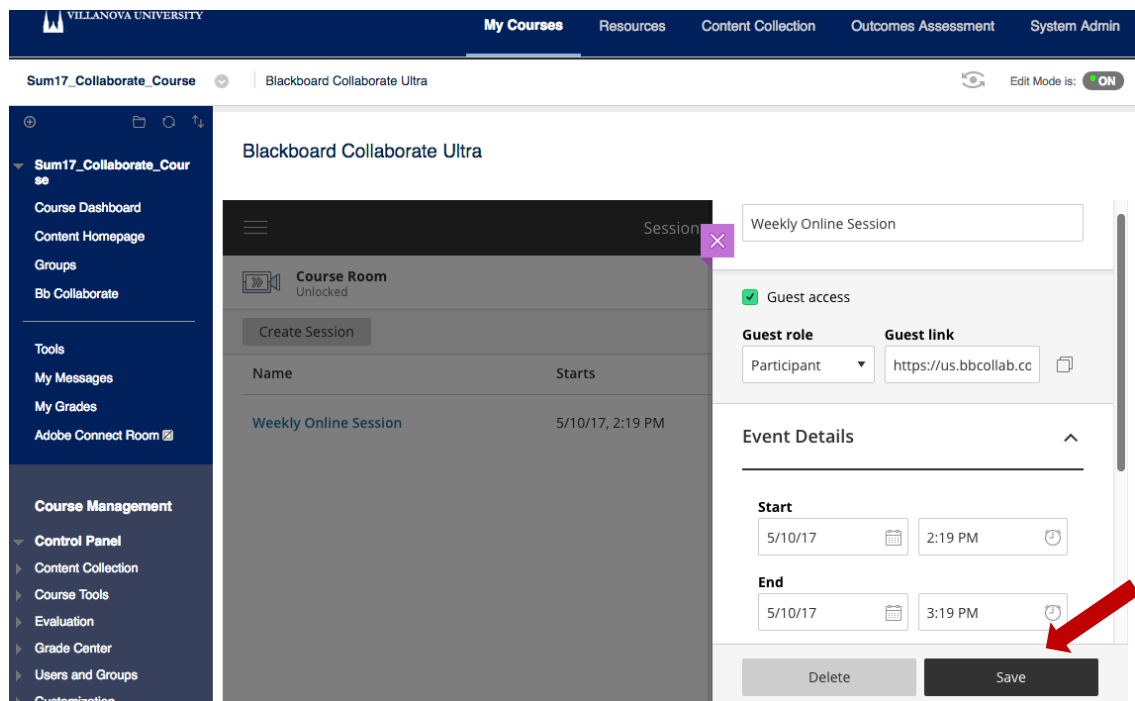 VILLANOVA UNIVERSITY
My Courses Resources Content Collection Outcomes Assessment System Admin
Sum17_Collaborate_Course Blackboard Collaborate Ultra Edit Mode is: ON
Sum17_Collaborate_Cour
se
Course Dashboard
Content Homepage
Groups
Bb Collaborate
Tools
My Messages
My Grades
Adobe Connect Room
Course Management
Control Panel
Content Collection
Course Tools
Evaluation
Grade Center
Users and Groups
Customization
Blackboard Collaborate Ultra
Session
Course Room
Unlocked
Create Session
Name Starts
Weekly Online Session 5/10/17, 2:19 PM
Weekly Online Session
Guest access
Guest role Guest link
Participant https://us.bbcollab.cc
Event Details
Start
5/10/17 2:19 PM
End
5/10/17 3:19 PM
Delete Save